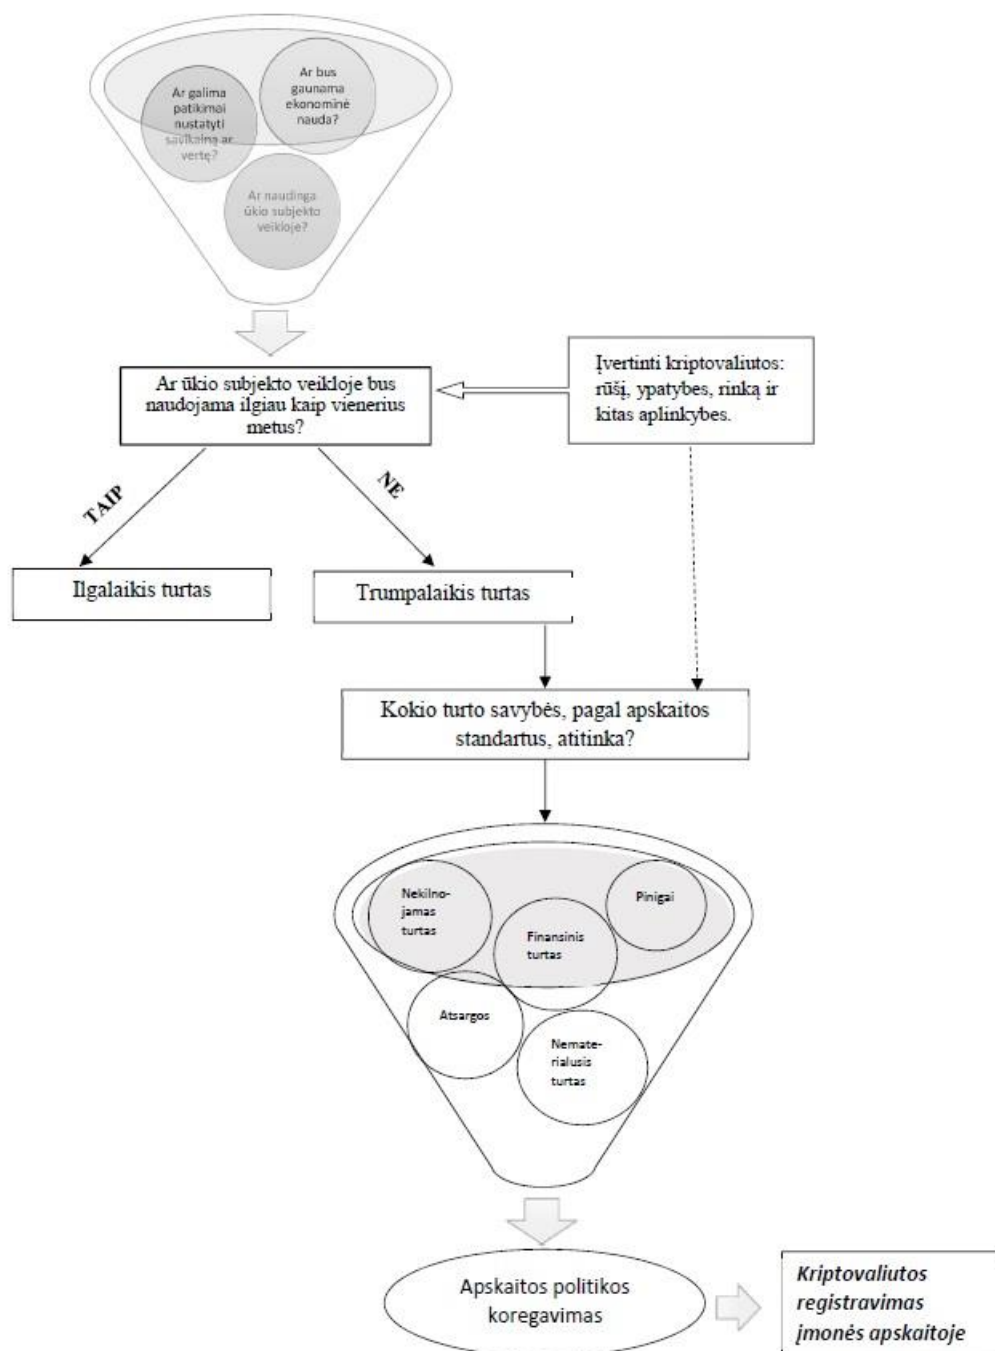 Ar galima
patikimai
nustatyti
savikainą ar
vertę?
Ar bus
gaunama
ekonominė
nauda?
Ar naudinga
ūkio subjekto
veikloje?
Ar ūkio subjekto veikloje bus
naudojama ilgiau kaip vienerius
metus?
Įvertinti kriptovaliutos:
rūšį, ypatybes, rinką ir
kitas aplinkybes.
TAIP
NE
Ilgalaikis turtas
Trumpalaikis turtas
Kokio turto savybės, pagal apskaitos
standartus, atitinka?
Nekilno-
jamas
turtas
Finansinis
turtas
Pinigai
Atsargos
Nemate-
rialusis
turtas
Apskaitos politikos
koregavimas
Kriptovaliutos
registravimas
įmonės apskaitoje